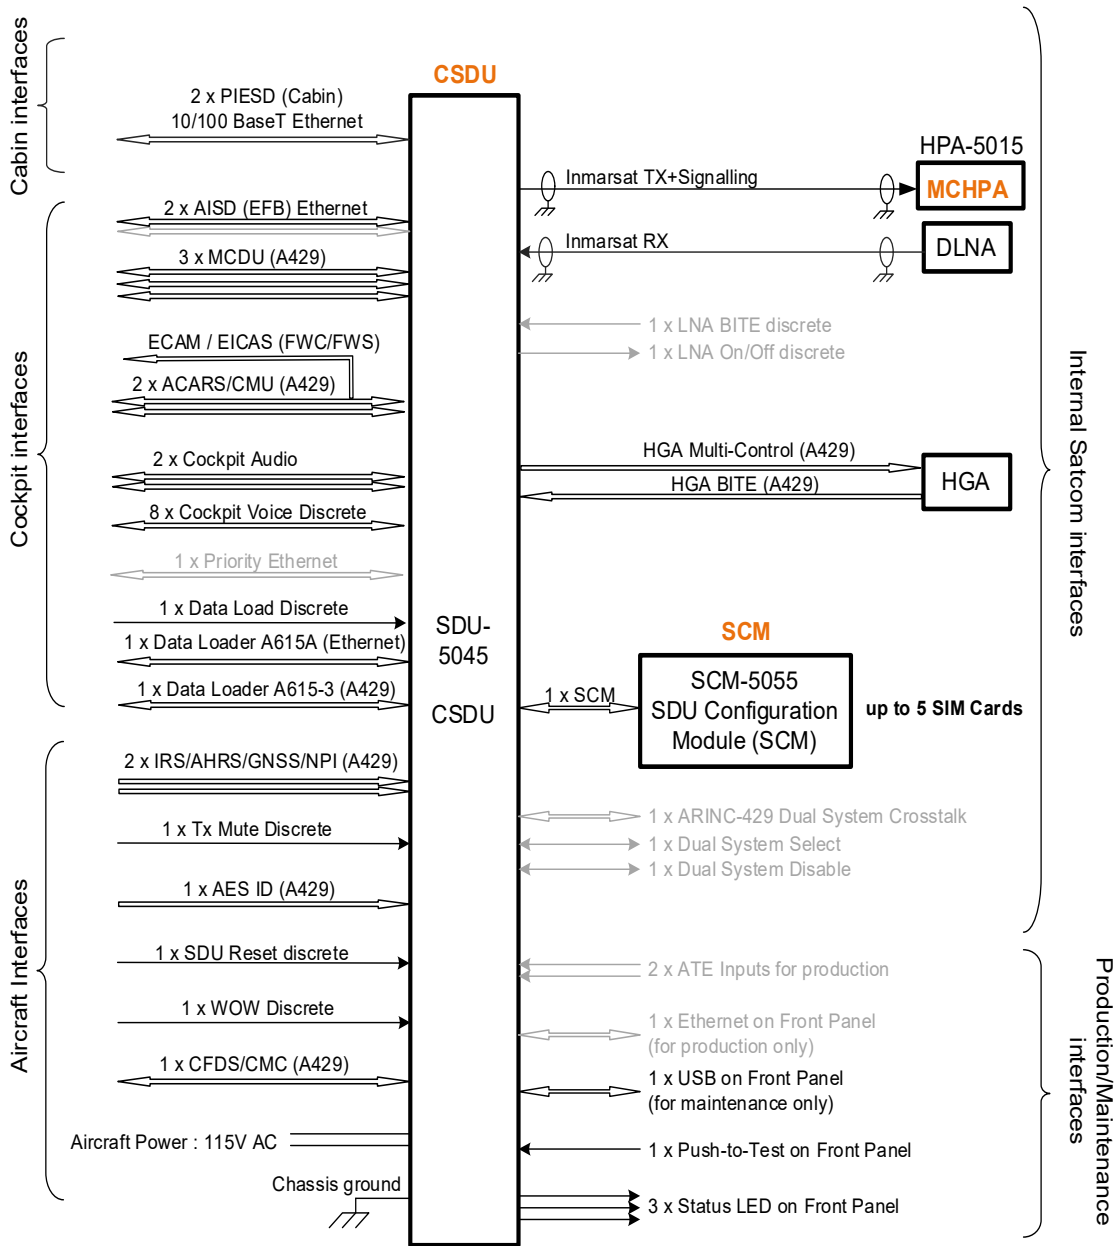 CSDU
Cabin interfaces
2 x PIESD (Cabin)
10/100 BaseT Ethernet
Cockpit interfaces
2 x AISD (EFB) Ethernet
3 x MCDU (A429)
ECAM / EICAS (FWC/FWS)
2 x ACARS/CMU (A429)
2 x Cockpit Audio
8 x Cockpit Voice Discrete
1 x Priority Ethernet
1 x Data Load Discrete
1 x Data Loader A615A (Ethernet)
1 x Data Loader A615-3 (A429)
Aircraft Interfaces
2 x IRS/AHRS/GNSS/NPI (A429)
1 x Tx Mute Discrete
1 x AES ID (A429)
1 x SDU Reset discrete
1 x WOW Discrete
1 x CFDS/CMC (A429)
Aircraft Power : 115V AC
Chassis ground
SDU-
5045
CSDU
Inmarsat TX+Signalling
HPA-5015
MCHPA
Inmarsat RX
DLNA
1 x LNA BITE discrete
1 x LNA On/Off discrete
HGA Multi-Control (A429)
HGA BITE (A429)
HGA
SCM
1 x SCM
SCM-5055
SDU Configuration
Module (SCM)
up to 5 SIM Cards
1 x ARINC-429 Dual System Crosstalk
1 x Dual System Select
1 x Dual System Disable
Internal Satcom interfaces
2 x ATE Inputs for production
1 x Ethernet on Front Panel
(for production only)
1 x USB on Front Panel
(for maintenance only)
1 x Push-to-Test on Front Panel
3 x Status LED on Front Panel
Production/Maintenance
interfaces